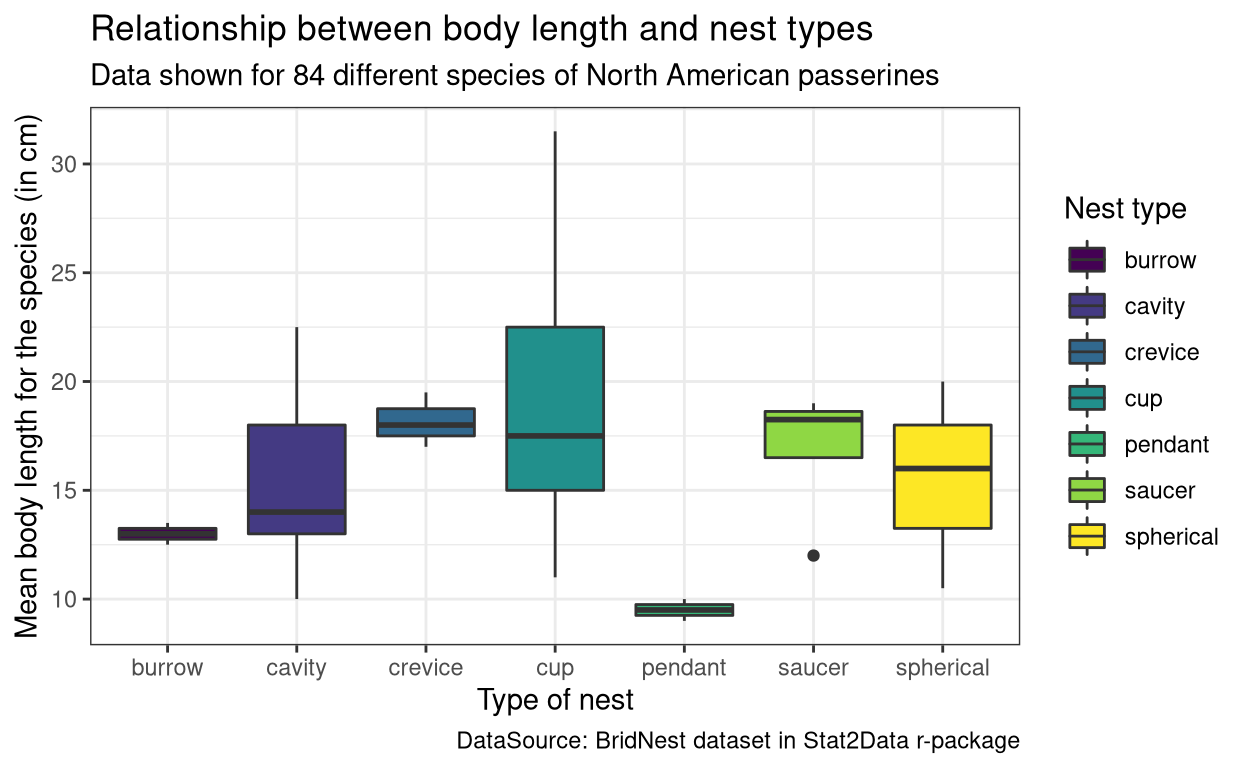 Relationship between body length and nest types
Data shown for 84 different species of North American passerines
Mean body length for the species (in cm)
30
25
20
15
10
burrow
cavity
crevice
cup
pendant
saucer
spherical
Type of nest
DataSource: BridNest dataset in Stat2Data r-package
Nest type
burrow
cavity
crevice
cup
pendant
saucer
spherical